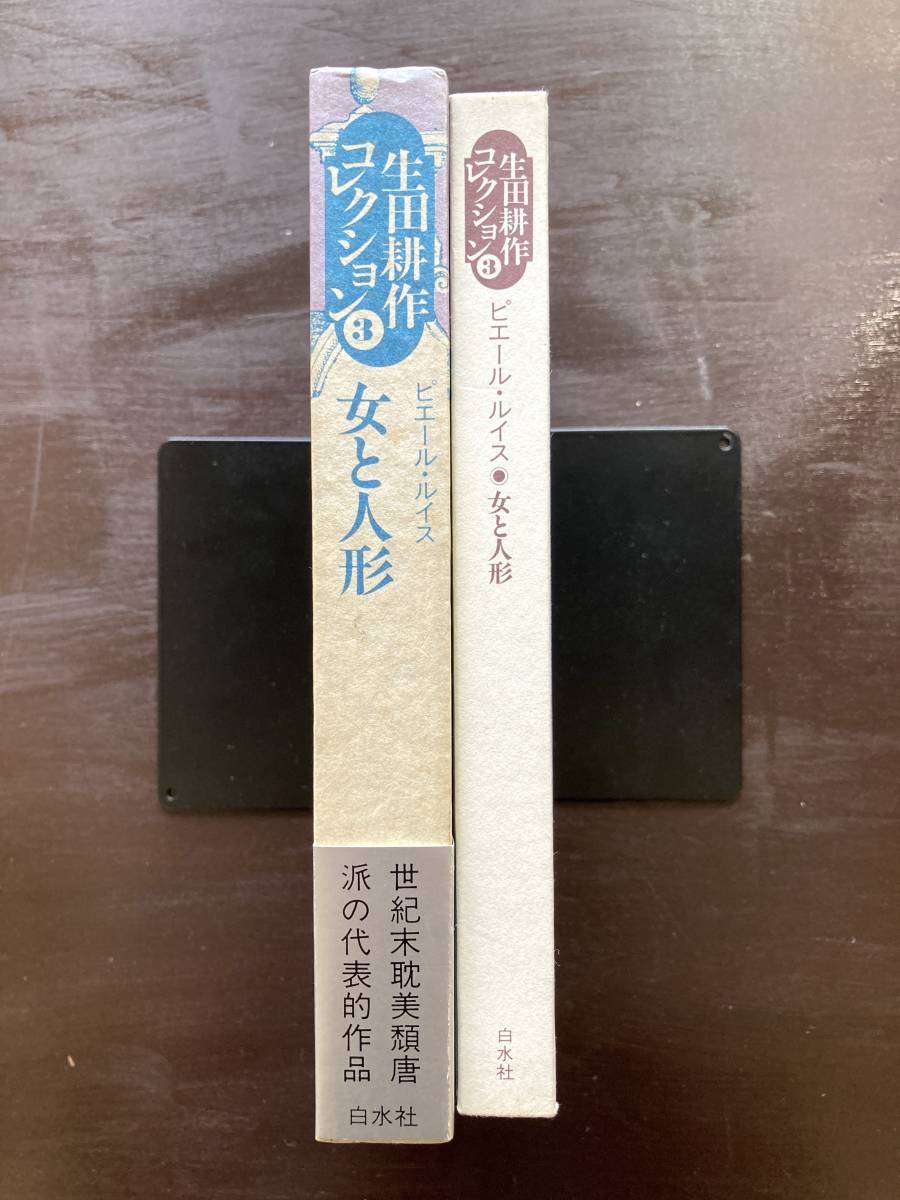 生田耕作
コレクション
3
ピエール・ルイス
女と人形
世紀末耽美頽唐
派の代表的作品
白水社
生田耕作
コレクション
3
ピエール・ルイス◉女と人形
白水社